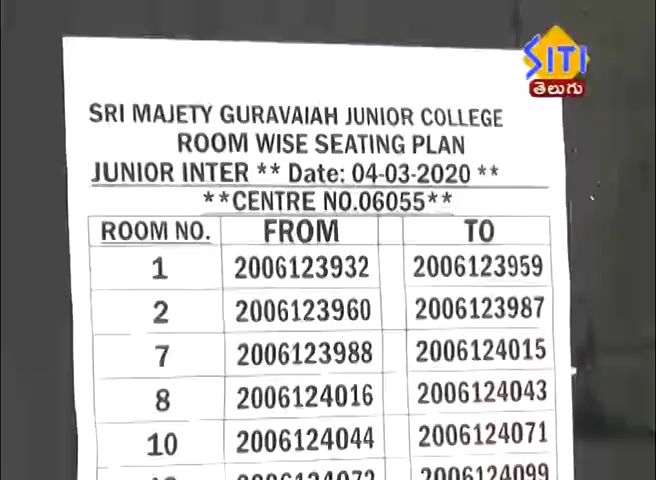 SITI
తెలుగు
SRI MAJETY GURAVAIAH JUNIOR COLLEGE
ROOM WISE SEATING PLAN
JUNIOR INTER ** Date: 04-03-2020 **
**CENTRE NO.06055**
ROOM NO. FROM TO
1 2006123932 2006123959
2 2006123960 2006123987
7 2006123988 2006124015
8 2006124016 2006124043
10 2006124044 2006124071
2006124072 2006124099